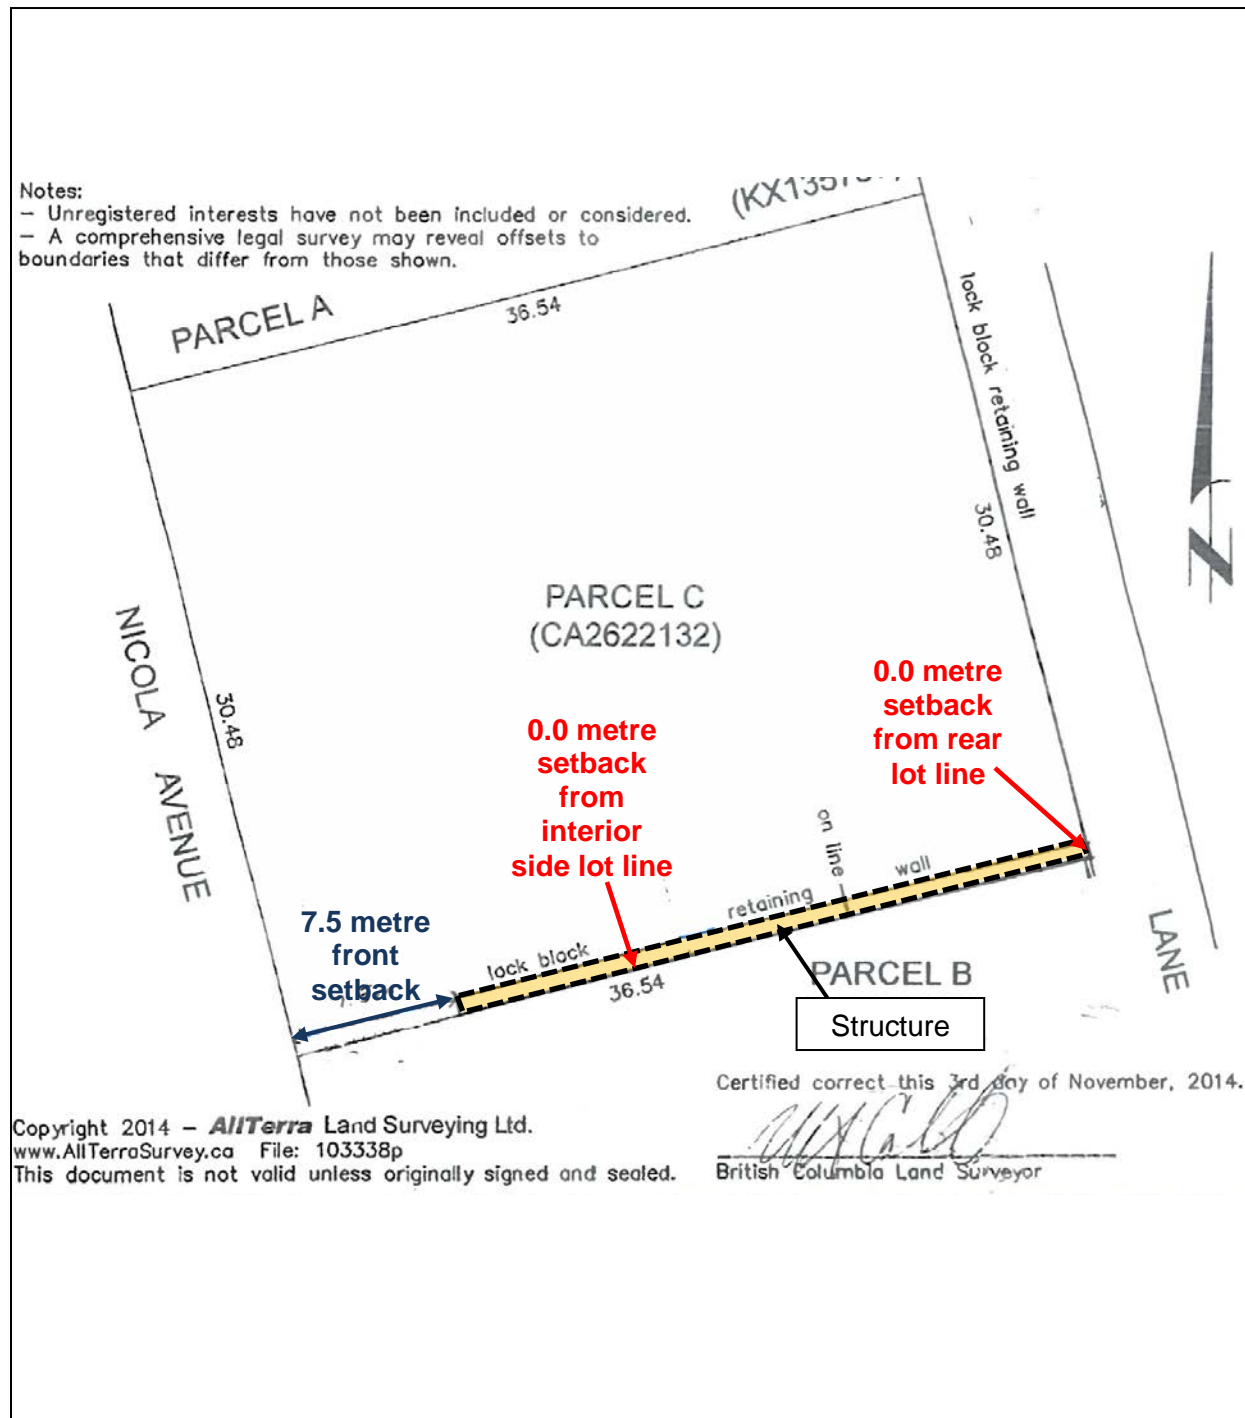 Notes:
– Unregistered interests have not been included or considered.
– A comprehensive legal survey may reveal offsets to
boundaries that differ from those shown.
PARCEL A
36.54
lock block retaining wall
30.48
PARCEL C
(CA2622132)
NICOLA AVENUE
30.48
0.0 metre
setback
from rear
lot line
0.0 metre
setback
from
interior
side lot line
on line
7.5 metre
front
setback
lock block retaining wall
36.54
PARCEL B
LANE
Structure
Certified correct this 3rd day of November, 2014.
Copyright 2014 – AllTerra Land Surveying Ltd.
www.AllTerraSurvey.ca File: 103338p
This document is not valid unless originally signed and sealed.
British Columbia Land Surveyor
N